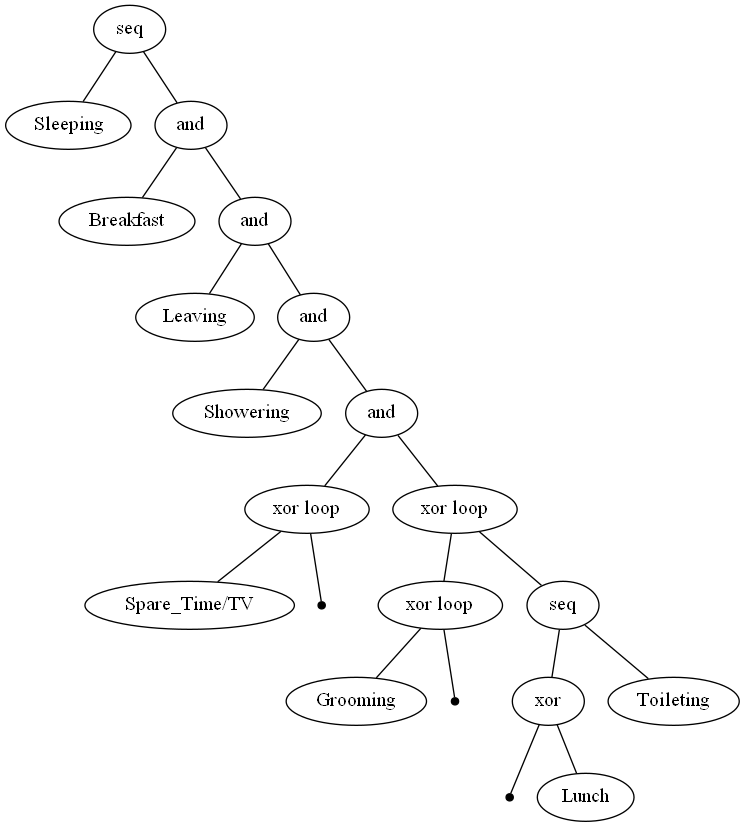 seq
Sleeping
and
Breakfast
and
Leaving
and
Showering
and
xor loop
xor loop
Spare_Time/TV
xor loop
seq
Grooming
xor
Toileting
Lunch